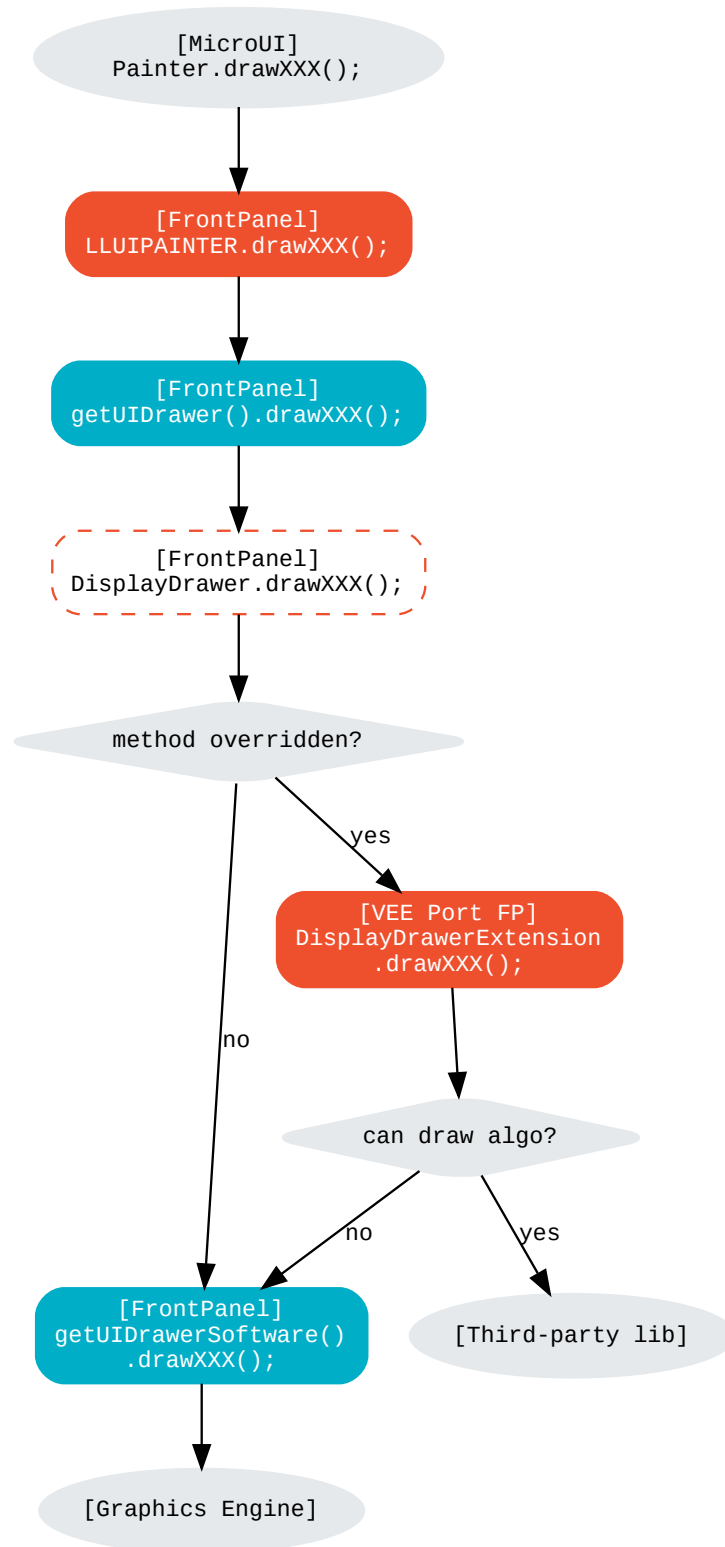 [MicroUI]
Painter.drawXXX();
[FrontPanel]
LLUIPAINTER.drawXXX();
[FrontPanel]
getUIDrawer().drawXXX();
[FrontPanel]
DisplayDrawer.drawXXX();
method overridden?
yes
[VEE Port FP]
DisplayDrawerExtension
.drawXXX();
no
can draw algo?
no
yes
[FrontPanel]
getUIDrawerSoftware()
.drawXXX();
[Third-party lib]
[Graphics Engine]